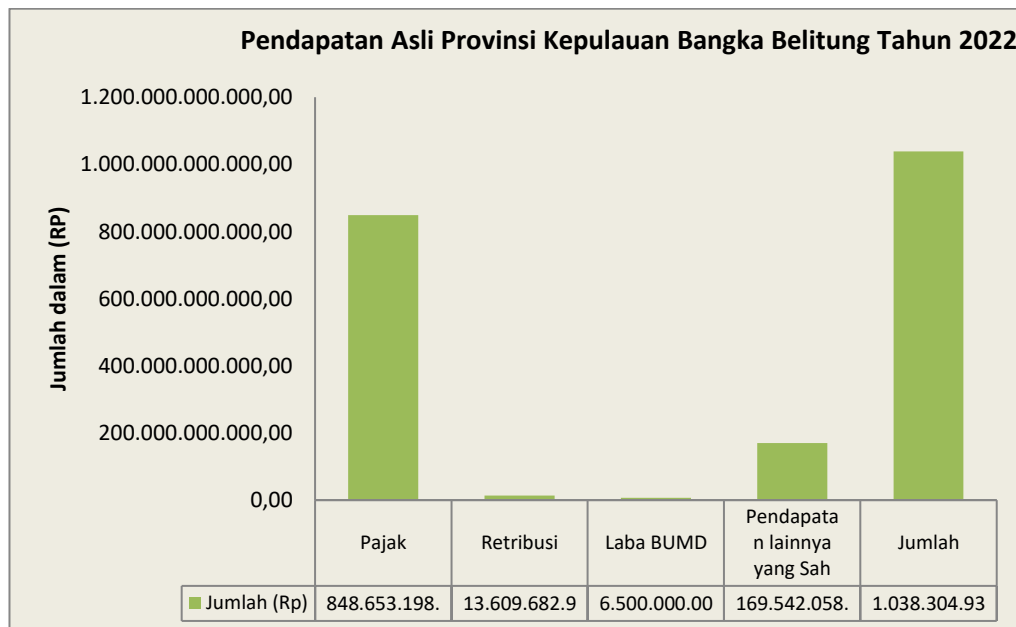 Pendapatan Asli Provinsi Kepulauan Bangka Belitung Tahun 2022
Jumlah dalam (RP)
1.200.000.000.000,00
1.000.000.000.000,00
800.000.000.000,00
600.000.000.000,00
400.000.000.000,00
200.000.000.000,00
0,00
Pajak
Retribusi
Laba BUMD
Pendapata
n lainnya
yang Sah
Jumlah
Jumlah (Rp) 848.653.198. 13.609.682.9 6.500.000.00 169.542.058. 1.038.304.93